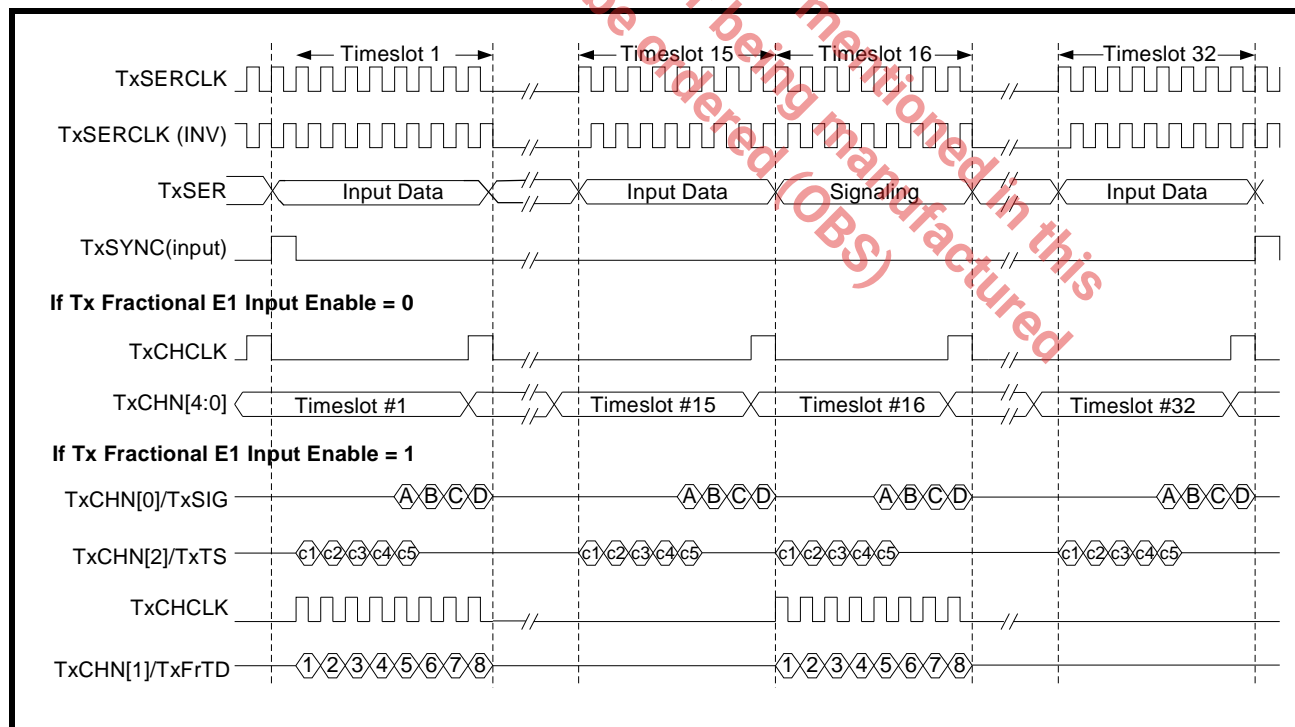 mentioned in this
r being manufactured
be ordered (OBS)
Timeslot 1 Timeslot 15 Timeslot 16 Timeslot 32
TxSERCLK
TxSERCLK (INV)
TxSER Input Data Input Data Signaling Input Data
TxSYNC(input)
If Tx Fractional E1 Input Enable = 0
TxCHCLK
TxCHN[4:0] Timeslot #1 Timeslot #15 Timeslot #16 Timeslot #32
If Tx Fractional E1 Input Enable = 1
TxCHN[0]/TxSIG A B C D A B C D A B C D A B C D
TxCHN[2]/TxTS c1 c2 c3 c4 c5 c1 c2 c3 c4 c5 c1 c2 c3 c4 c5 c1 c2 c3 c4 c5
TxCHCLK
TxCHN[1]/TxFrTD 1 2 3 4 5 6 7 8 1 2 3 4 5 6 7 8